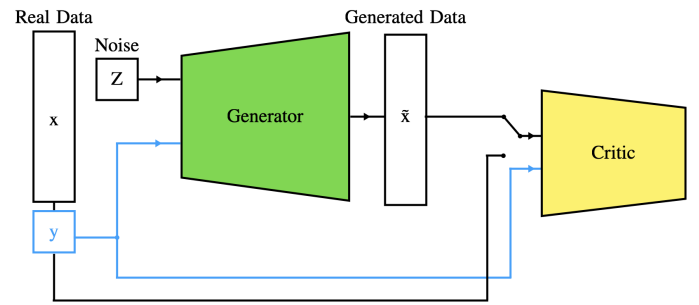 Real Data
Generated Data
Noise
Z
x
Generator
x̃
Critic
y